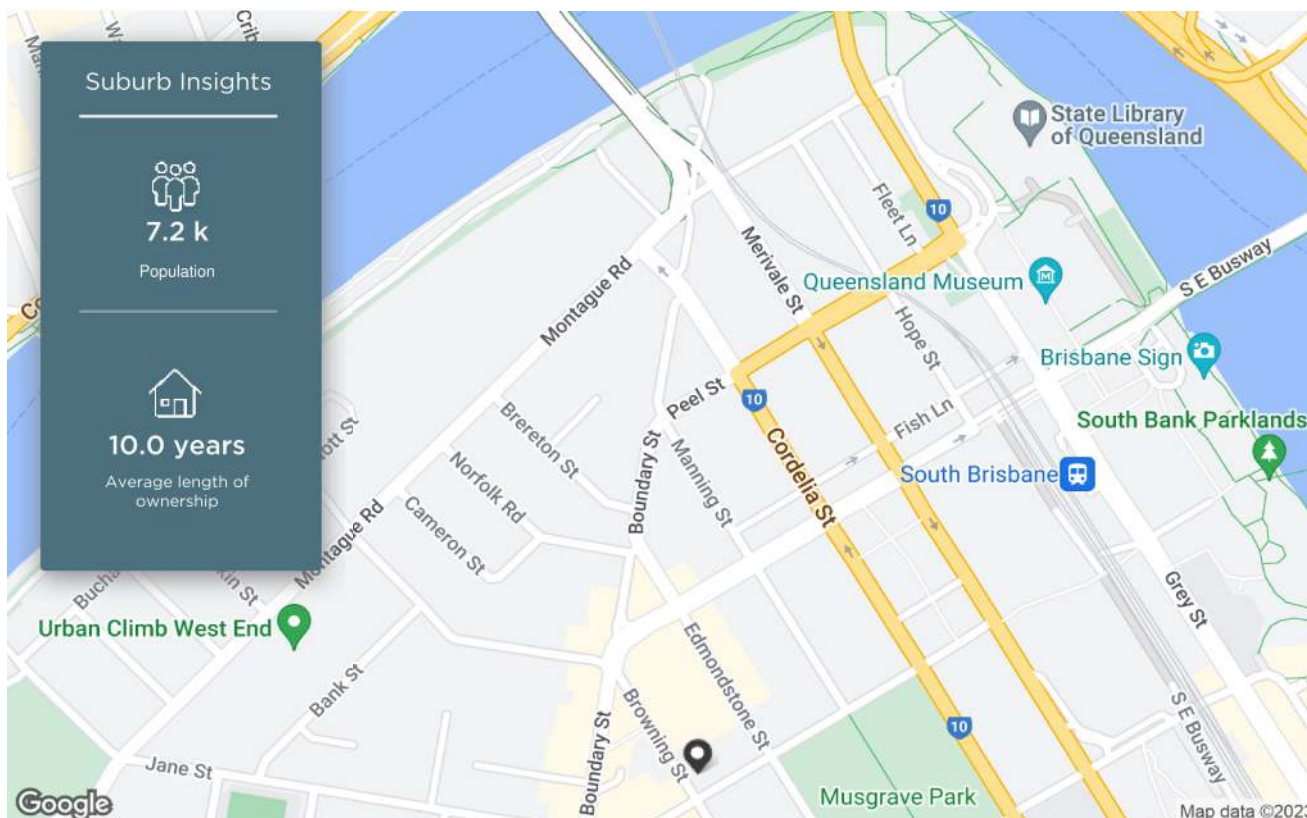 Suburb Insights
7.2 k
Population
10.0 years
Average length of
ownership
State Library
of Queensland
10
Fleet Ln
Merivale St
S E Busway
Queensland Museum
Montague Rd
Hope St
Brisbane Sign
Peel St
10
Fish Ln
South Bank Parklands
Brereton St
Boundary St
Manning St
Cordelia St
South Brisbane
Norfolk Rd
Cameron St
Montague Rd
Grey St
Urban Climb West End
Edmondstone St
Bank St
Browning St
S E Busway
10
Boundary St
Jane St
Musgrave Park
Google
Map data ©2023